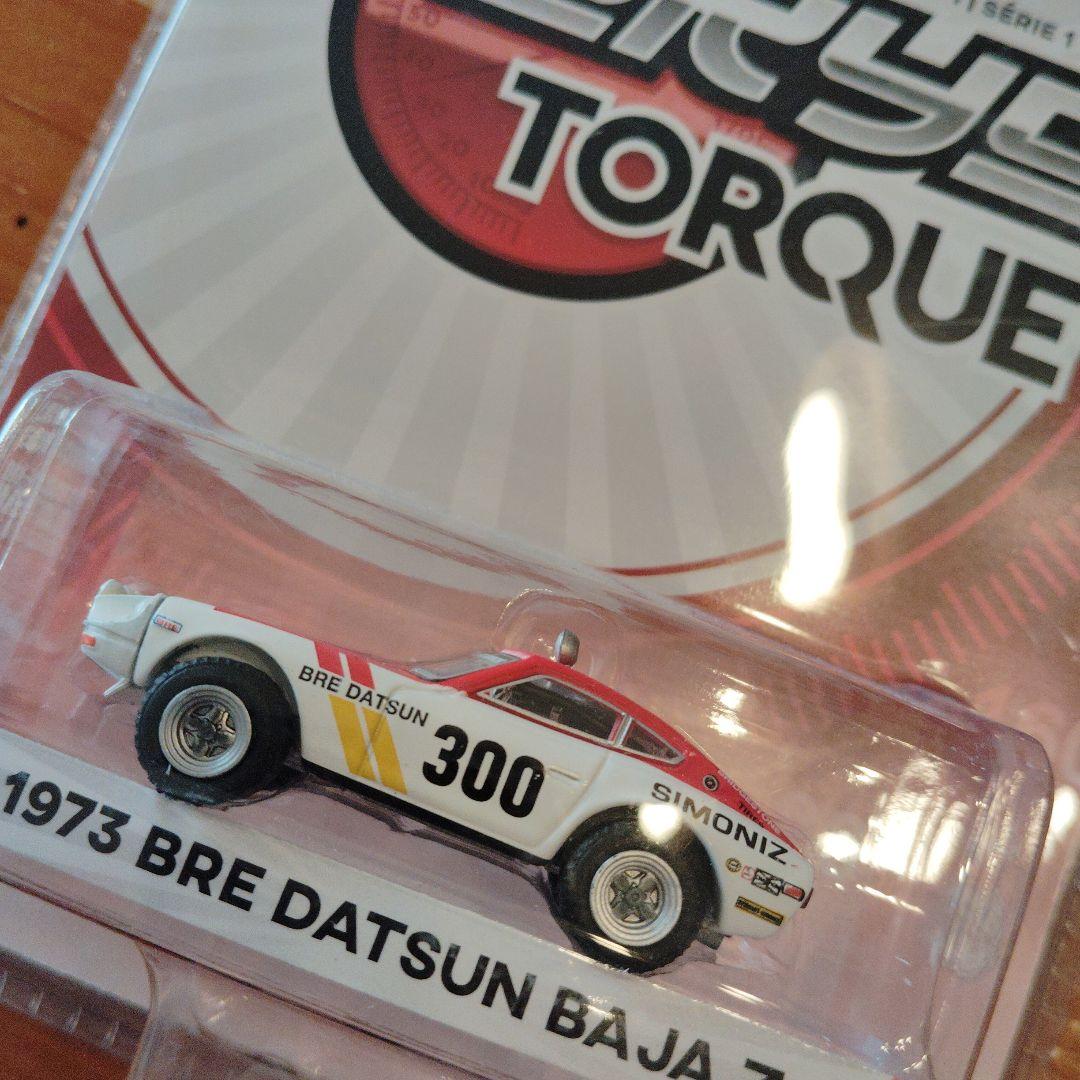 SÉRIE 1
TORQUE
BRE DATSUN
300
SIMONIZ
1973 BRE DATSUN BAJA Z